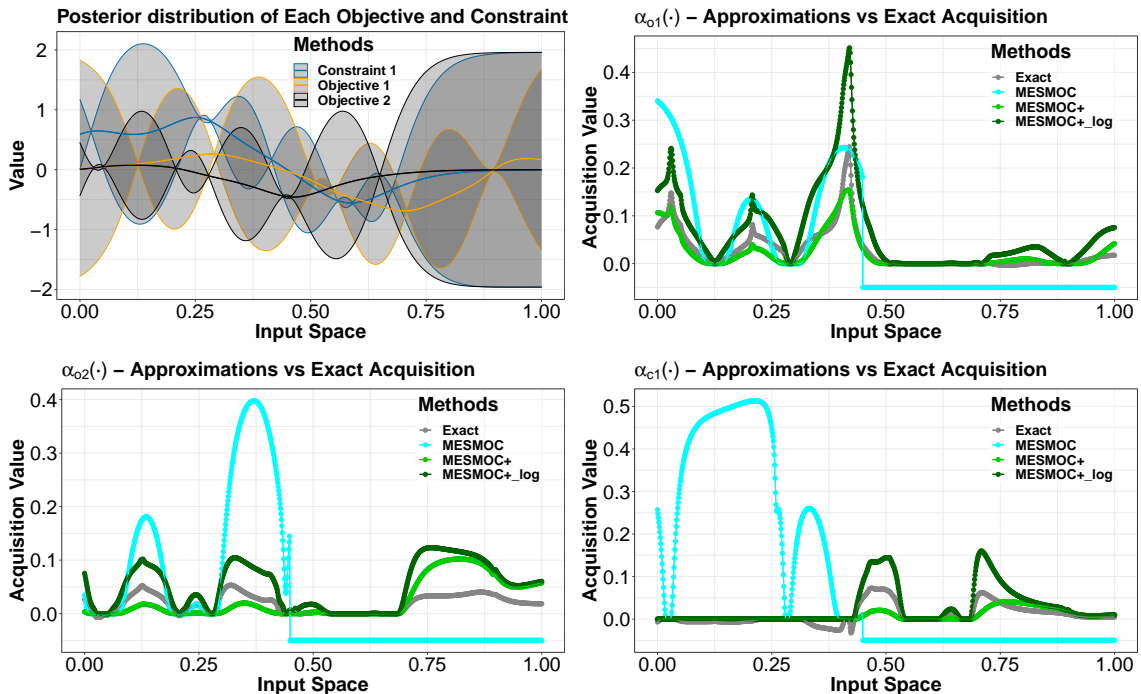 Posterior distribution of Each Objective and Constraint
Methods
Constraint 1
Objective 1
Objective 2
2
1
0
−1
−2
Value
0.00
0.25
0.50
0.75
1.00
Input Space
αo1(·) − Approximations vs Exact Acquisition
Methods
Exact
MESMOC
MESMOC+
MESMOC+_log
0.4
0.3
0.2
0.1
0.0
Acquisition Value
0.00
0.25
0.50
0.75
1.00
Input Space
αo2(·) − Approximations vs Exact Acquisition
Methods
Exact
MESMOC
MESMOC+
MESMOC+_log
0.4
0.3
0.2
0.1
0.0
Acquisition Value
0.00
0.25
0.50
0.75
1.00
Input Space
αc1(·) − Approximations vs Exact Acquisition
Methods
Exact
MESMOC
MESMOC+
MESMOC+_log
0.5
0.4
0.3
0.2
0.1
0.0
Acquisition Value
0.00
0.25
0.50
0.75
1.00
Input Space